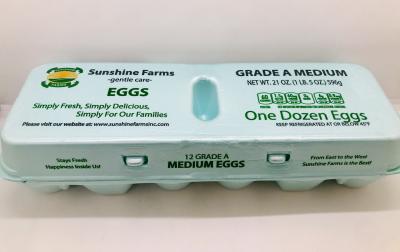 Sunshine Farms
-gentle care-
EGGS
Simply Fresh, Simply Delicious,
Simply For Our Families
Please visit our website at: www.sunshinefarmsinc.com
GRADE A MEDIUM
NET WT. 21 OZ. (1 LB. 5 OZ.) 596g
One Dozen Eggs
KEEP REFRIGERATED AT OR BELOW 45°F
Stays Fresh
Happiness Inside Us!
12 GRADE A
MEDIUM EGGS
From East to the West
Sunshine Farms is the Best!